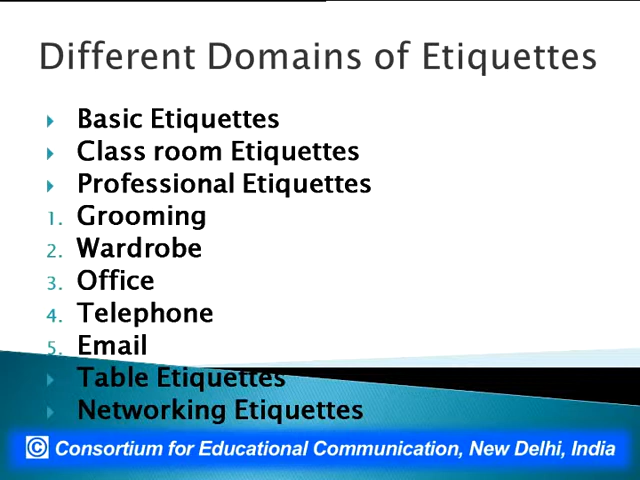 Different Domains of Etiquettes
Basic Etiquettes
Class room Etiquettes
Professional Etiquettes
1. Grooming
2. Wardrobe
3. Office
4. Telephone
5. Email
Table Etiquettes
Networking Etiquettes
© Consortium for Educational Communication, New Delhi, India